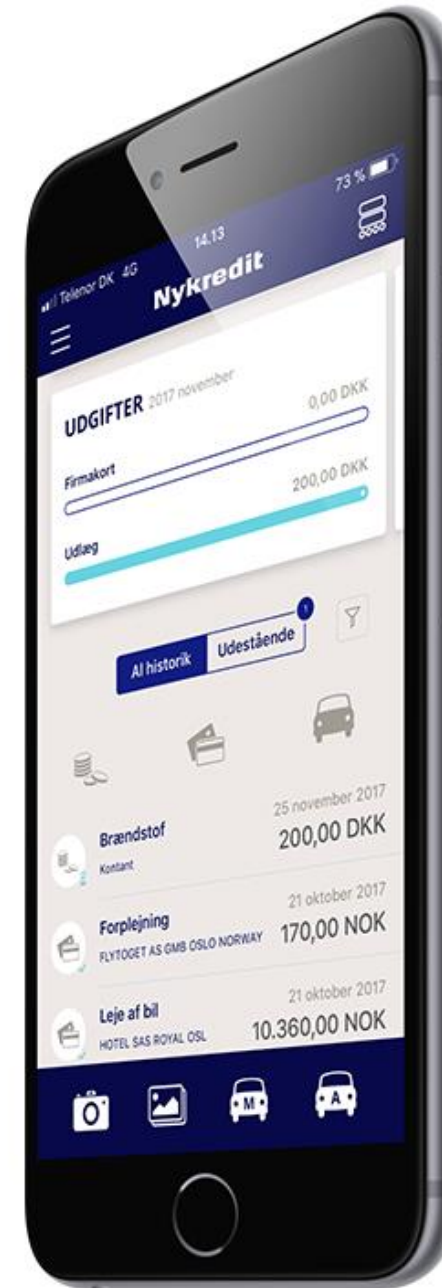 Telenor DK 4G 14.13 73 %
Nykredit
UDGIFTER 2017 november
Firmakort 0,00 DKK
Udlæg 200,00 DKK
Al historik Udestående 1
25 november 2017
Brændstof 200,00 DKK
Kontant
21 oktober 2017
Forplejning 170,00 NOK
FLYTOGET AS GMB OSLO NORWAY
21 oktober 2017
Leje af bil 10.360,00 NOK
HOTEL SAS ROYAL OSL
M A